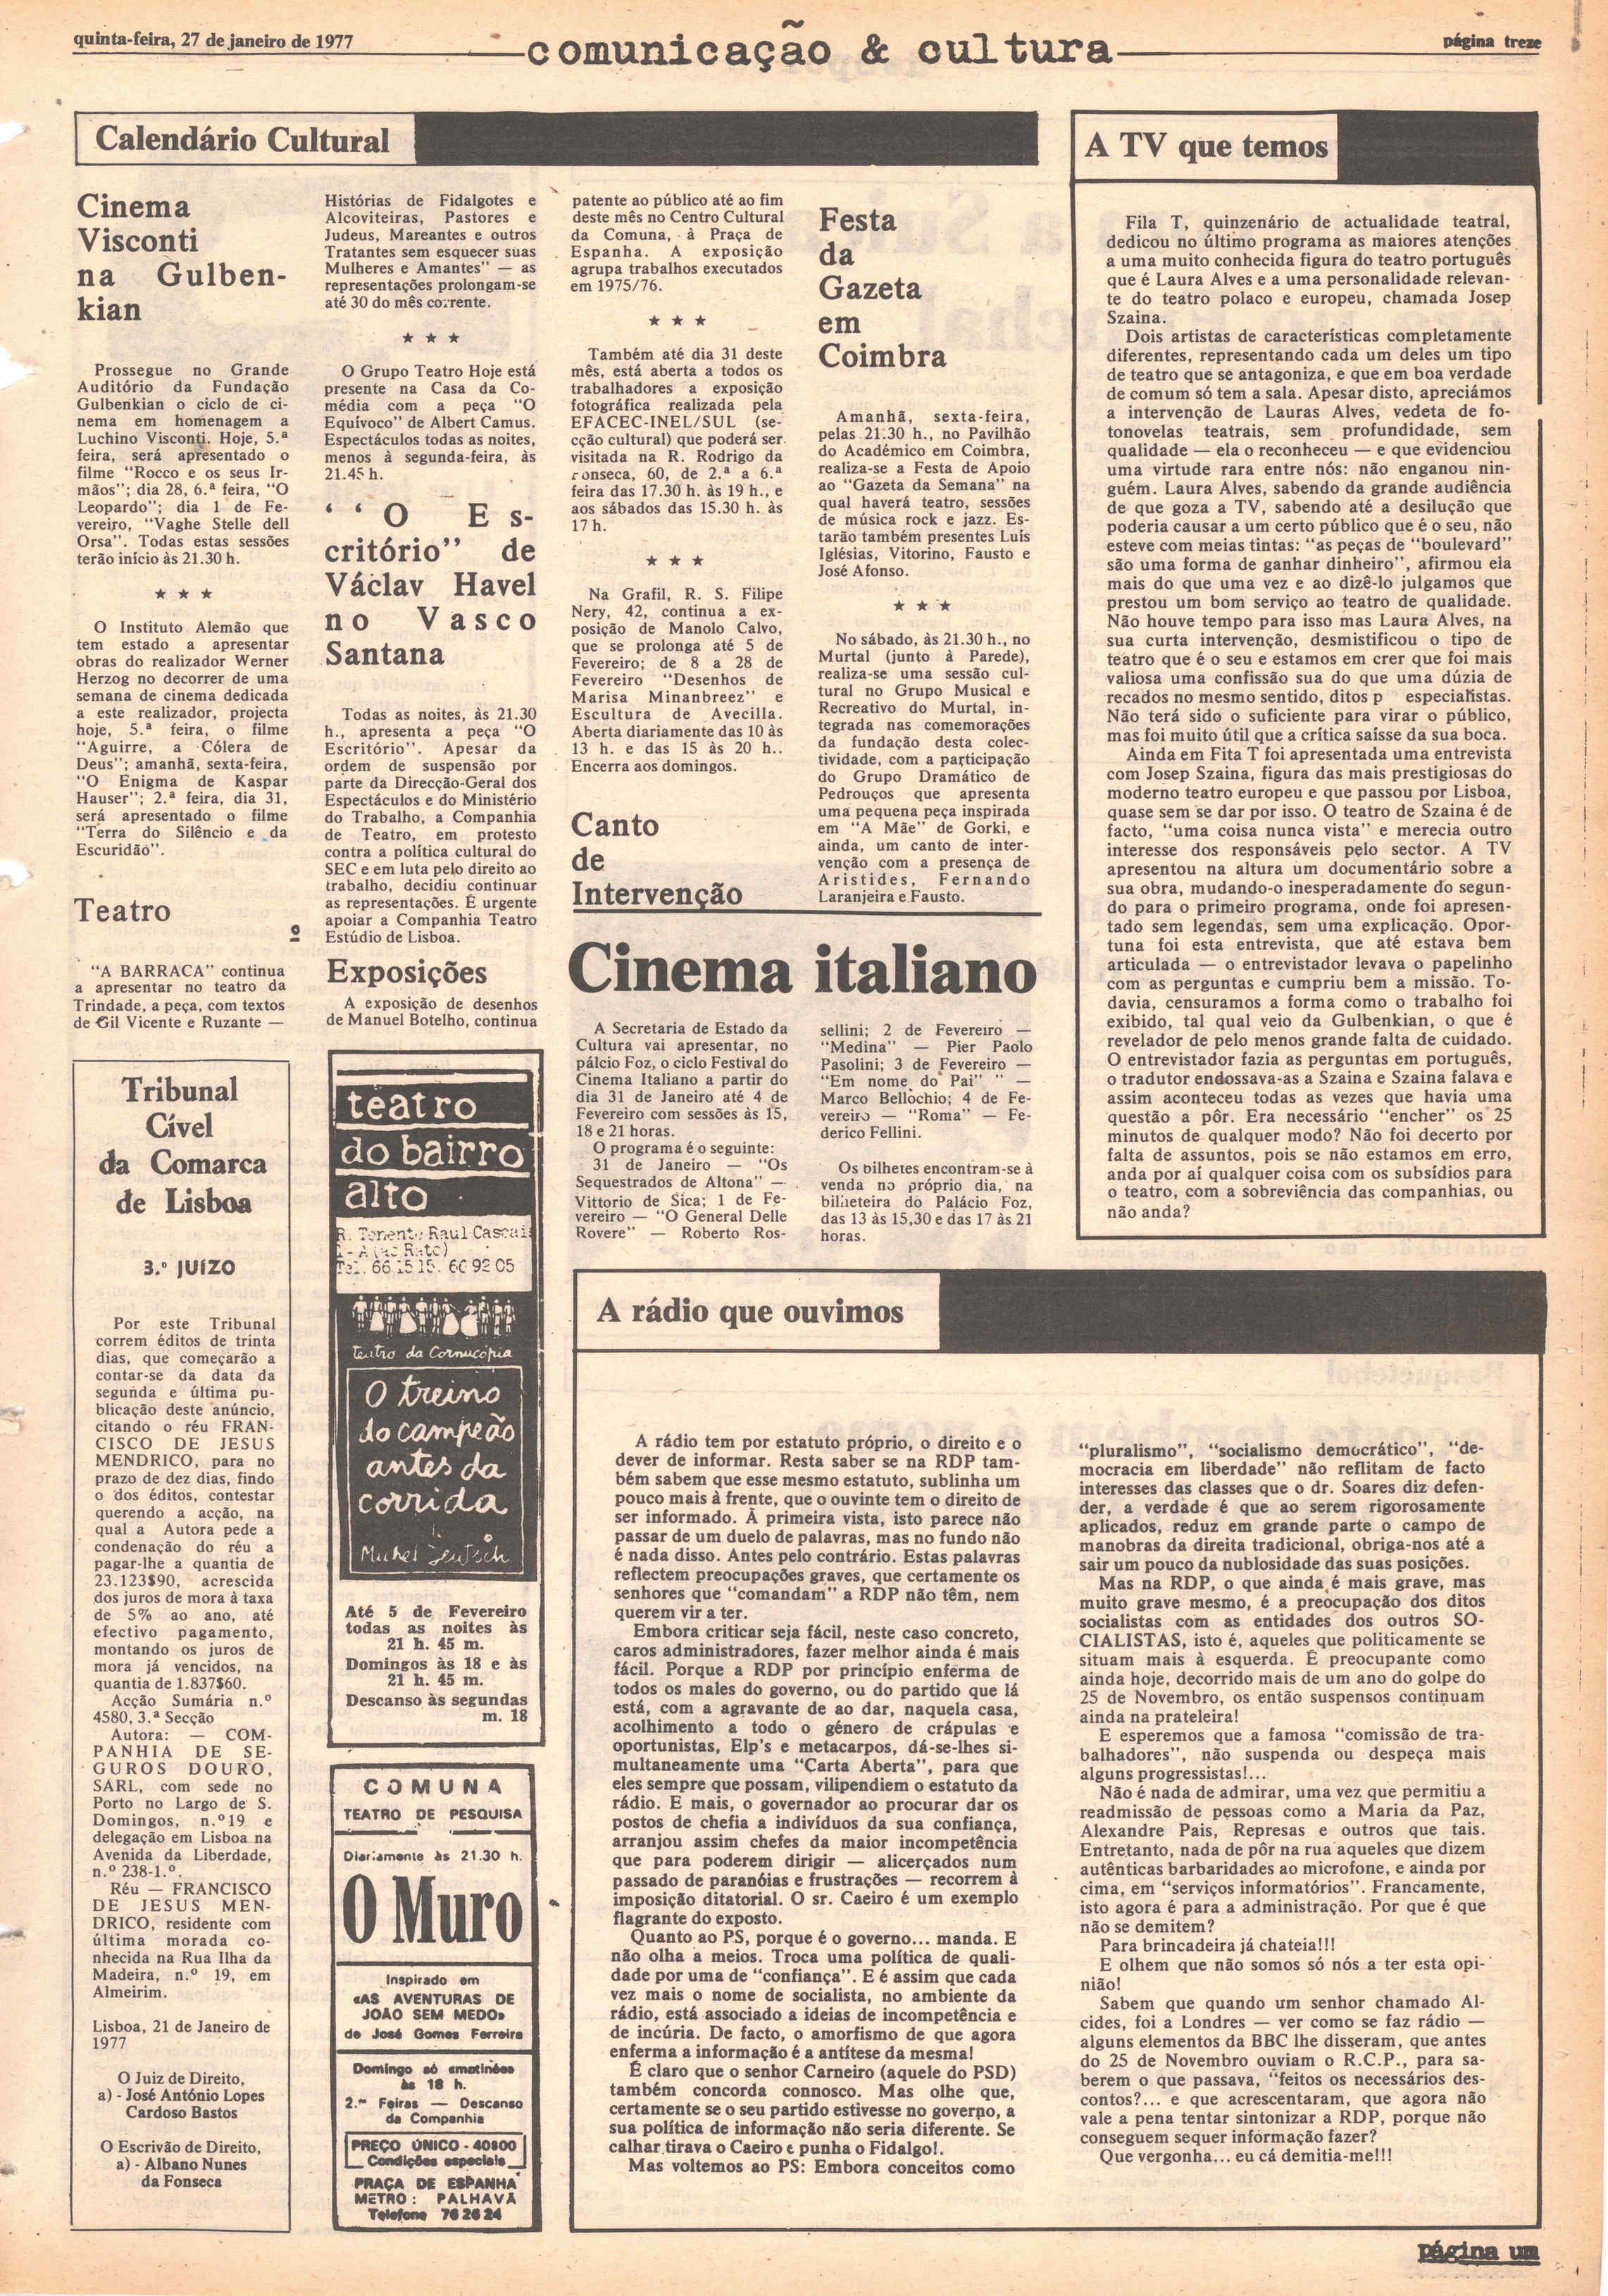 quinta-feira, 27 de janeiro de 1977
comunicação & cultura
página treze
Calendário Cultural
Cinema
Visconti
na Gulben-
kian
Prossegue no Grande
Auditório da Fundação
Gulbenkian o ciclo de ci-
nema em homenagem a
Luchino Visconti. Hoje, 5.ª
feira, será apresentado o
filme "Rocco e os seus Ir-
mãos"; dia 28, 6.ª feira, "O
Leopardo"; dia 1 de Fe-
vereiro, "Vaghe Stelle dell
Orsa". Todas estas sessões
terão início às 21.30 h.
★ ★ ★
O Instituto Alemão que
tem estado a apresentar
obras do realizador Werner
Herzog no decorrer de uma
semana de cinema dedicada
a este realizador, projecta
hoje, 5.ª feira, o filme
"Aguirre, a Cólera de
Deus"; amanhã, sexta-feira,
"O Enigma de Kaspar
Hauser"; 2.ª feira, dia 31,
será apresentado o filme
"Terra do Silêncio e da
Escuridão".
Teatro
"A BARRACA" continua
a apresentar no teatro da
Trindade, a peça, com textos
de Gil Vicente e Ruzante —
Histórias de Fidalgotes e
Alcoviteiras, Pastores e
Judeus, Mareantes e outros
Tratantes sem esquecer suas
Mulheres e Amantes" — as
representações prolongam-se
até 30 do mês corrente.
★ ★ ★
O Grupo Teatro Hoje está
presente na Casa da Co-
média com a peça "O
Equívoco" de Albert Camus.
Espectáculos todas as noites,
menos à segunda-feira, às
21.45 h.
"O Es-
critório" de
Václav Havel
no Vasco
Santana
Todas as noites, às 21.30
h., apresenta a peça "O
Escritório". Apesar da
ordem de suspensão por
parte da Direcção-Geral dos
Espectáculos e do Ministério
do Trabalho, a Companhia
de Teatro, em protesto
contra a política cultural do
SEC e em luta pelo direito ao
trabalho, decidiu continuar
as representações. É urgente
apoiar a Companhia Teatro
Estúdio de Lisboa.
Exposições
A exposição de desenhos
de Manuel Botelho, continua
patente ao público até ao fim
deste mês no Centro Cultural
da Comuna, à Praça de
Espanha. A exposição
agrupa trabalhos executados
em 1975/76.
★ ★ ★
Também até dia 31 deste
mês, está aberta a todos os
trabalhadores a exposição
fotográfica realizada pela
EFACEC-INEL/SUL (se-
cção cultural) que poderá ser
visitada na R. Rodrigo da
Fonseca, 60, de 2.ª a 6.ª
feira das 17.30 h. às 19 h., e
aos sábados das 15.30 h. às
17 h.
★ ★ ★
Na Grafil, R. S. Filipe
Nery, 42, continua a ex-
posição de Manolo Calvo,
que se prolonga até 5 de
Fevereiro; de 8 a 28 de
Fevereiro "Desenhos de
Marisa Minanbreez" e
Escultura de Avecilla.
Aberta diariamente das 10 às
13 h. e das 15 às 20 h..
Encerra aos domingos.
Canto
de
Intervenção
Festa
da
Gazeta
em
Coimbra
Amanhã, sexta-feira,
pelas 21.30 h., no Pavilhão
do Académico em Coimbra,
realiza-se a Festa de Apoio
ao "Gazeta da Semana" na
qual haverá teatro, sessões
de música rock e jazz. Es-
tarão também presentes Luís
Iglésias, Vitorino, Fausto e
José Afonso.
★ ★ ★
No sábado, às 21.30 h., no
Murtal (junto à Parede),
realiza-se uma sessão cul-
tural no Grupo Musical e
Recreativo do Murtal, in-
tegrada nas comemorações
da fundação desta colec-
tividade, com a participação
do Grupo Dramático de
Pedrouços que apresenta
uma pequena peça inspirada
em "A Mãe" de Gorki, e
ainda, um canto de inter-
venção com a presença de
Aristides, Fernando
Laranjeira e Fausto.
Cinema italiano
A Secretaria de Estado da
Cultura vai apresentar, no
pálcio Foz, o ciclo Festival do
Cinema Italiano a partir do
dia 31 de Janeiro até 4 de
Fevereiro com sessões às 15,
18 e 21 horas.
O programa é o seguinte:
31 de Janeiro — "Os
Sequestrados de Altona" —
Vittorio de Sica; 1 de Fe-
vereiro — "O General Delle
Rovere" — Roberto Ros-
sellini; 2 de Fevereiro —
"Medina" — Pier Paolo
Pasolini; 3 de Fevereiro —
"Em nome do Pai" " —
Marco Bellochio; 4 de Fe-
vereiro — "Roma" — Fe-
derico Fellini.
Os bilhetes encontram-se à
venda no próprio dia, na
bilheteira do Palácio Foz,
das 13 às 15,30 e das 17 às 21
horas.
A TV que temos
Fila T, quinzenário de actualidade teatral,
dedicou no último programa as maiores atenções
a uma muito conhecida figura do teatro português
que é Laura Alves e a uma personalidade relevan-
te do teatro polaco e europeu, chamada Josep
Szaina.
Dois artistas de características completamente
diferentes, representando cada um deles um tipo
de teatro que se antagoniza, e que em boa verdade
de comum só tem a sala. Apesar disto, apreciámos
a intervenção de Lauras Alves, vedeta de fo-
tonovelas teatrais, sem profundidade, sem
qualidade — ela o reconheceu — e que evidenciou
uma virtude rara entre nós: não enganou nin-
guém. Laura Alves, sabendo da grande audiência
de que goza a TV, sabendo até a desilução que
poderia causar a um certo público que é o seu, não
esteve com meias tintas: "as peças de "boulevard"
são uma forma de ganhar dinheiro", afirmou ela
mais do que uma vez e ao dizê-lo julgamos que
prestou um bom serviço ao teatro de qualidade.
Não houve tempo para isso mas Laura Alves, na
sua curta intervenção, desmistificou o tipo de
teatro que é o seu e estamos em crer que foi mais
valiosa uma confissão sua do que uma dúzia de
recados no mesmo sentido, ditos p especialistas.
Não terá sido o suficiente para virar o público,
mas foi muito útil que a crítica saísse da sua boca.
Ainda em Fita T foi apresentada uma entrevista
com Josep Szaina, figura das mais prestigiosas do
moderno teatro europeu e que passou por Lisboa,
quase sem se dar por isso. O teatro de Szaina é de
facto, "uma coisa nunca vista" e merecia outro
interesse dos responsáveis pelo sector. A TV
apresentou na altura um documentário sobre a
sua obra, mudando-o inesperadamente do segun-
do para o primeiro programa, onde foi apresen-
tado sem legendas, sem uma explicação. Opor-
tuna foi esta entrevista, que até estava bem
articulada — o entrevistador levava o papelinho
com as perguntas e cumpriu bem a missão. To-
davia, censuramos a forma como o trabalho foi
exibido, tal qual veio da Gulbenkian, o que é
revelador de pelo menos grande falta de cuidado.
O entrevistador fazia as perguntas em português,
o tradutor endossava-as a Szaina e Szaina falava e
assim aconteceu todas as vezes que havia uma
questão a pôr. Era necessário "encher" os 25
minutos de qualquer modo? Não foi decerto por
falta de assuntos, pois se não estamos em erro,
anda por aí qualquer coisa com os subsídios para
o teatro, com a sobreviência das companhias, ou
não anda?
Tribunal
Cível
da Comarca
de Lisboa
3.º JUÍZO
Por este Tribunal
correm éditos de trinta
dias, que começarão a
contar-se da data da
segunda e última pu-
blicação deste anúncio,
citando o réu FRAN-
CISCO DE JESUS
MENDRICO, para no
prazo de dez dias, findo
o dos éditos, contestar
querendo a acção, na
qual a Autora pede a
condenação do réu a
pagar-lhe a quantia de
23.123$90, acrescida
dos juros de mora à taxa
de 5% ao ano, até
efectivo pagamento,
montando os juros de
mora já vencidos, na
quantia de 1.837$60.
Acção Sumária n.º
4580, 3.ª Secção
Autora: — COM-
PANHIA DE SE-
GUROS DOURO,
SARL, com sede no
Porto no Largo de S.
Domingos, n.º 19 e
delegação em Lisboa na
Avenida da Liberdade,
n.º 238-1.º.
Réu — FRANCISCO
DE JESUS MEN-
DRICO, residente com
última morada co-
nhecida na Rua Ilha da
Madeira, n.º 19, em
Almeirim.
Lisboa, 21 de Janeiro de
1977
O Juiz de Direito,
a) - José António Lopes
Cardoso Bastos
O Escrivão de Direito,
a) - Albano Nunes
da Fonseca
teatro
do bairro
alto
R. Tenente Raul Cascais
1-A (ao Rato)
Tel. 66 15 15. 60 92 05
teatro da Cornucópia
O treino
do campeão
antes da
corrida
de
Michel Deutsch
Até 5 de Fevereiro
todas as noites às
21 h. 45 m.
Domingos às 18 e às
21 h. 45 m.
Descanso às segundas
m. 18
COMUNA
TEATRO DE PESQUISA
Diariamente às 21.30 h.
O Muro
Inspirado em
«AS AVENTURAS DE
JOÃO SEM MEDO»
de José Gomes Ferreira
Domingo só «matinées»
às 18 h.
2.ªs Feiras — Descanso
da Companhia
PREÇO ÚNICO - 40$00
Condições especiais
PRAÇA DE ESPANHA
METRO: PALHAVÃ
Telefone 76 26 24
A rádio que ouvimos
A rádio tem por estatuto próprio, o direito e o
dever de informar. Resta saber se na RDP tam-
bém sabem que esse mesmo estatuto, sublinha um
pouco mais à frente, que o ouvinte tem o direito de
ser informado. À primeira vista, isto parece não
passar de um duelo de palavras, mas no fundo não
é nada disso. Antes pelo contrário. Estas palavras
reflectem preocupações graves, que certamente os
senhores que "comandam" a RDP não têm, nem
querem vir a ter.
Embora criticar seja fácil, neste caso concreto,
caros administradores, fazer melhor ainda é mais
fácil. Porque a RDP por princípio enferma de
todos os males do governo, ou do partido que lá
está, com a agravante de ao dar, naquela casa,
acolhimento a todo o género de crápulas e
oportunistas, Elp's e metacarpos, dá-se-lhes si-
multaneamente uma "Carta Aberta", para que
eles sempre que possam, vilipendiem o estatuto da
rádio. E mais, o governador ao procurar dar os
postos de chefia a indivíduos da sua confiança,
arranjou assim chefes da maior incompetência
que para poderem dirigir — alicerçados num
passado de paranóias e frustrações — recorrem à
imposição ditatorial. O sr. Caeiro é um exemplo
flagrante do exposto.
Quanto ao PS, porque é o governo... manda. E
não olha a meios. Troca uma política de quali-
dade por uma de "confiança". E é assim que cada
vez mais o nome de socialista, no ambiente da
rádio, está associado a ideias de incompetência e
de incúria. De facto, o amorfismo de que agora
enferma a informação é a antítese da mesma!
É claro que o senhor Carneiro (aquele do PSD)
também concorda connosco. Mas olhe que,
certamente se o seu partido estivesse no governo, a
sua política de informação não seria diferente. Se
calhar tirava o Caeiro e punha o Fidalgo!.
Mas voltemos ao PS: Embora conceitos como
"pluralismo", "socialismo democrático", "de-
mocracia em liberdade" não reflitam de facto
interesses das classes que o dr. Soares diz defen-
der, a verdade é que ao serem rigorosamente
aplicados, reduz em grande parte o campo de
manobras da direita tradicional, obriga-nos até a
sair um pouco da nublosidade das suas posições.
Mas na RDP, o que ainda é mais grave, mas
muito grave mesmo, é a preocupação dos ditos
socialistas com as entidades dos outros SO-
CIALISTAS, isto é, aqueles que politicamente se
situam mais à esquerda. É preocupante como
ainda hoje, decorrido mais de um ano do golpe do
25 de Novembro, os então suspensos continuam
ainda na prateleira!
E esperemos que a famosa "comissão de tra-
balhadores", não suspenda ou despeça mais
alguns progressistas!...
Não é nada de admirar, uma vez que permitiu a
readmissão de pessoas como a Maria da Paz,
Alexandre Pais, Represas e outros que tais.
Entretanto, nada de pôr na rua aqueles que dizem
autênticas barbaridades ao microfone, e ainda por
cima, em "serviços informatórios". Francamente,
isto agora é para a administração. Por que é que
não se demitem?
Para brincadeira já chateia!!!
E olhem que não somos só nós a ter esta opi-
nião!
Sabem que quando um senhor chamado Al-
cides, foi a Londres — ver como se faz rádio —
alguns elementos da BBC lhe disseram, que antes
do 25 de Novembro ouviam o R.C.P., para sa-
berem o que passava, "feitos os necessários des-
contos?... e que acrescentaram, que agora não
vale a pena tentar sintonizar a RDP, porque não
conseguem sequer informação fazer?
Que vergonha... eu cá demitia-me!!!
página um